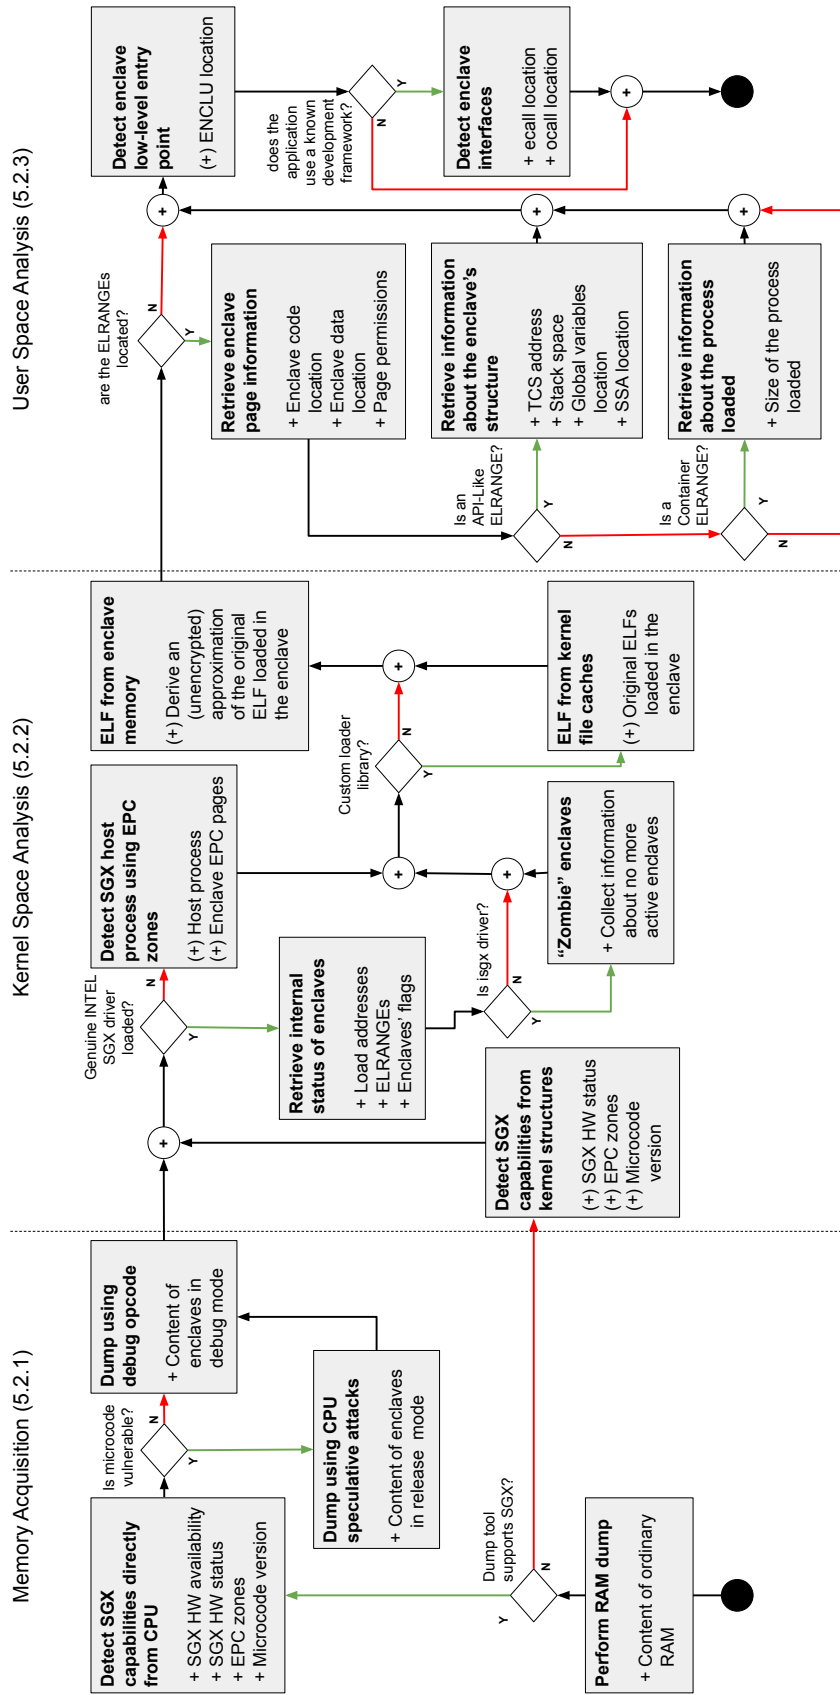 Memory Acquisition (5.2.1)
Detect SGX
capabilities directly
from CPU
+ SGX HW availability
+ SGX HW status
+ EPC zones
+ Microcode version
Is microcode
vulnerable?
N
Y
Dump using
debug opcode
+ Content of
enclaves in
debug mode
Dump using CPU
speculative attacks
+ Content of enclaves
in release mode
Dump tool
supports SGX?
Y
N
Perform RAM dump
+ Content of ordinary
RAM
Kernel Space Analysis (5.2.2)
+
Genuine INTEL
SGX driver
loaded?
N
Y
Detect SGX host
process using EPC
zones
(+) Host process
(+) Enclave EPC pages
Retrieve internal
status of enclaves
+ Load addresses
+ ELRANGEs
+ Enclaves' flags
Detect SGX
capabilities from
kernel structures
(+) SGX HW status
(+) EPC zones
(+) Microcode
version
Is isgx driver?
N
Y
“Zombie” enclaves
+ Collect information
about no more
active enclaves
+
+
Custom loader
library?
N
Y
+
ELF from enclave
memory
(+) Derive an
(unencrypted)
approximation
of the original
ELF loaded in
the enclave
ELF from kernel
file caches
(+) Original ELFs
loaded in the
enclave
User Space Analysis (5.2.3)
are the ELRANGEs
located?
N
Y
Retrieve enclave
page information
+ Enclave code
location
+ Enclave data
location
+ Page permissions
Is an
API-Like
ELRANGE?
Y
N
Retrieve information
about the enclave's
structure
+ TCS address
+ Stack space
+ Global variables
location
+ SSA location
Is a
Container
ELRANGE?
Y
N
Retrieve information
about the process
loaded
+ Size of the process
loaded
+
+
+
Detect enclave
low-level entry
point
(+) ENCLU location
does the
application
use a known
development
framework?
N
Y
Detect enclave
interfaces
+ ecall location
+ ocall location
+